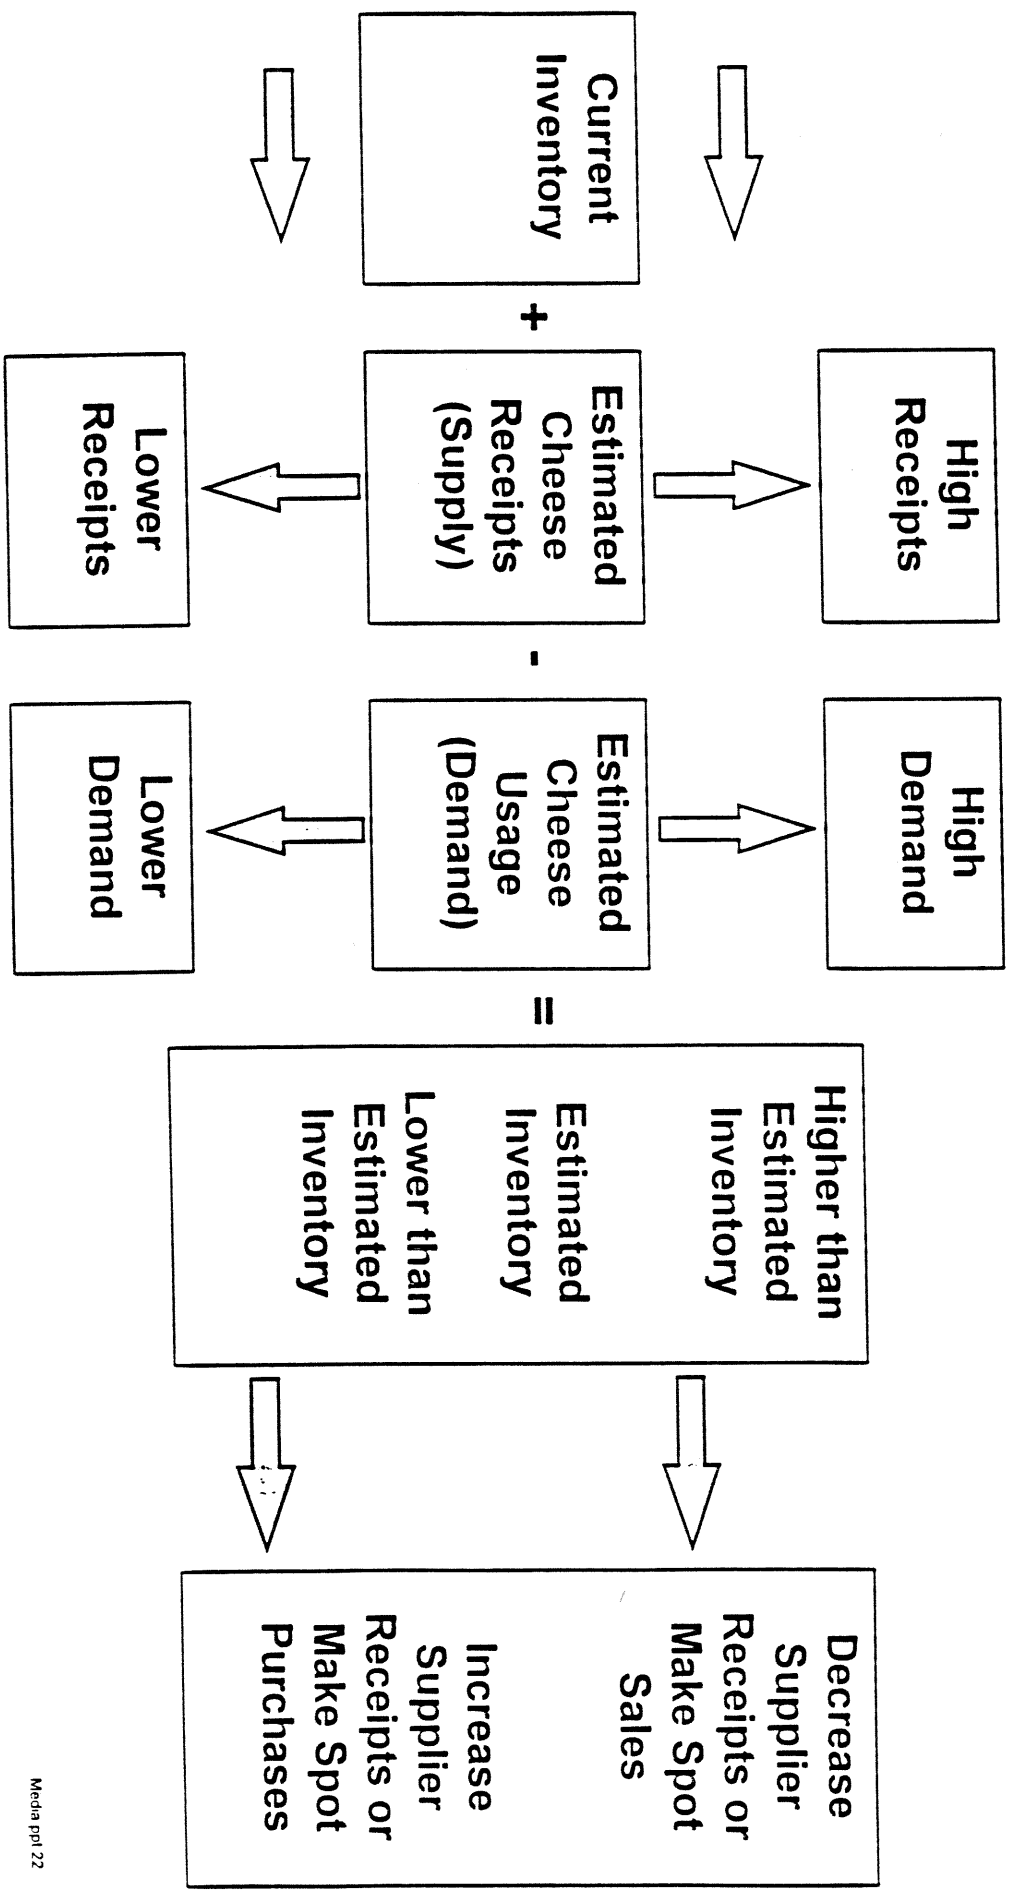 Current
Inventory
+
High
Receipts
Estimated
Cheese
Receipts
(Supply)
Lower
Receipts
-
High
Demand
Estimated
Cheese
Usage
(Demand)
Lower
Demand
=
Higher than
Estimated
Inventory
Estimated
Inventory
Lower than
Estimated
Inventory
Decrease
Supplier
Receipts or
Make Spot
Sales
Increase
Supplier
Receipts or
Make Spot
Purchases
Media ppt 22